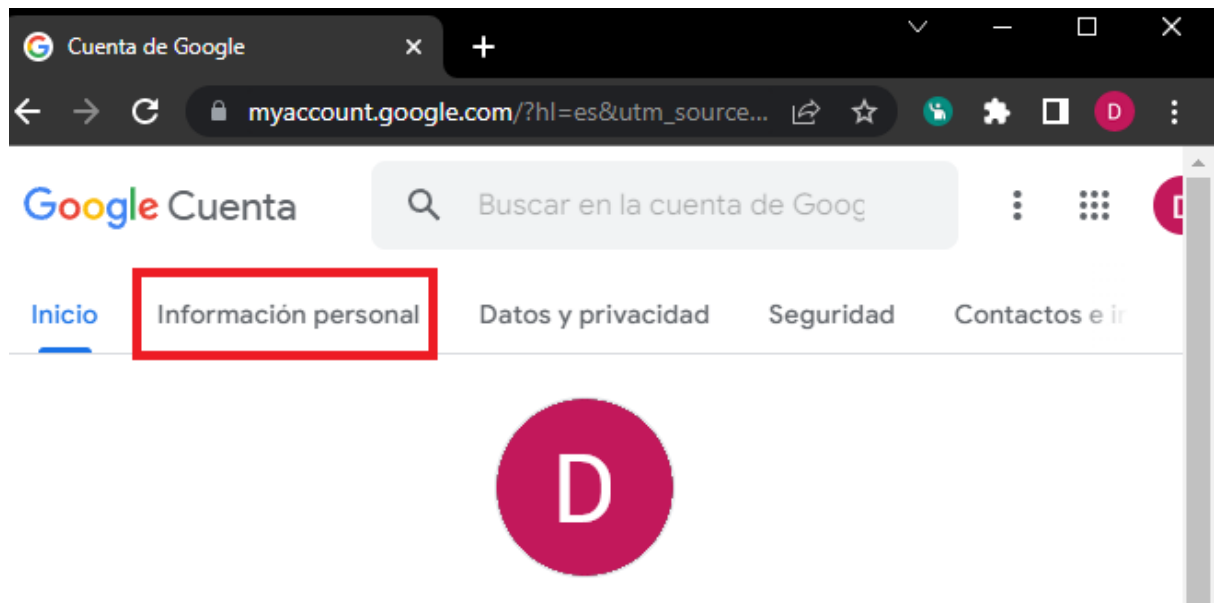 Cuenta de Google
myaccount.google.com/?hl=es&utm_source...
D
Google Cuenta
Buscar en la cuenta de Goog
D
Inicio Información personal Datos y privacidad Seguridad Contactos e in
D